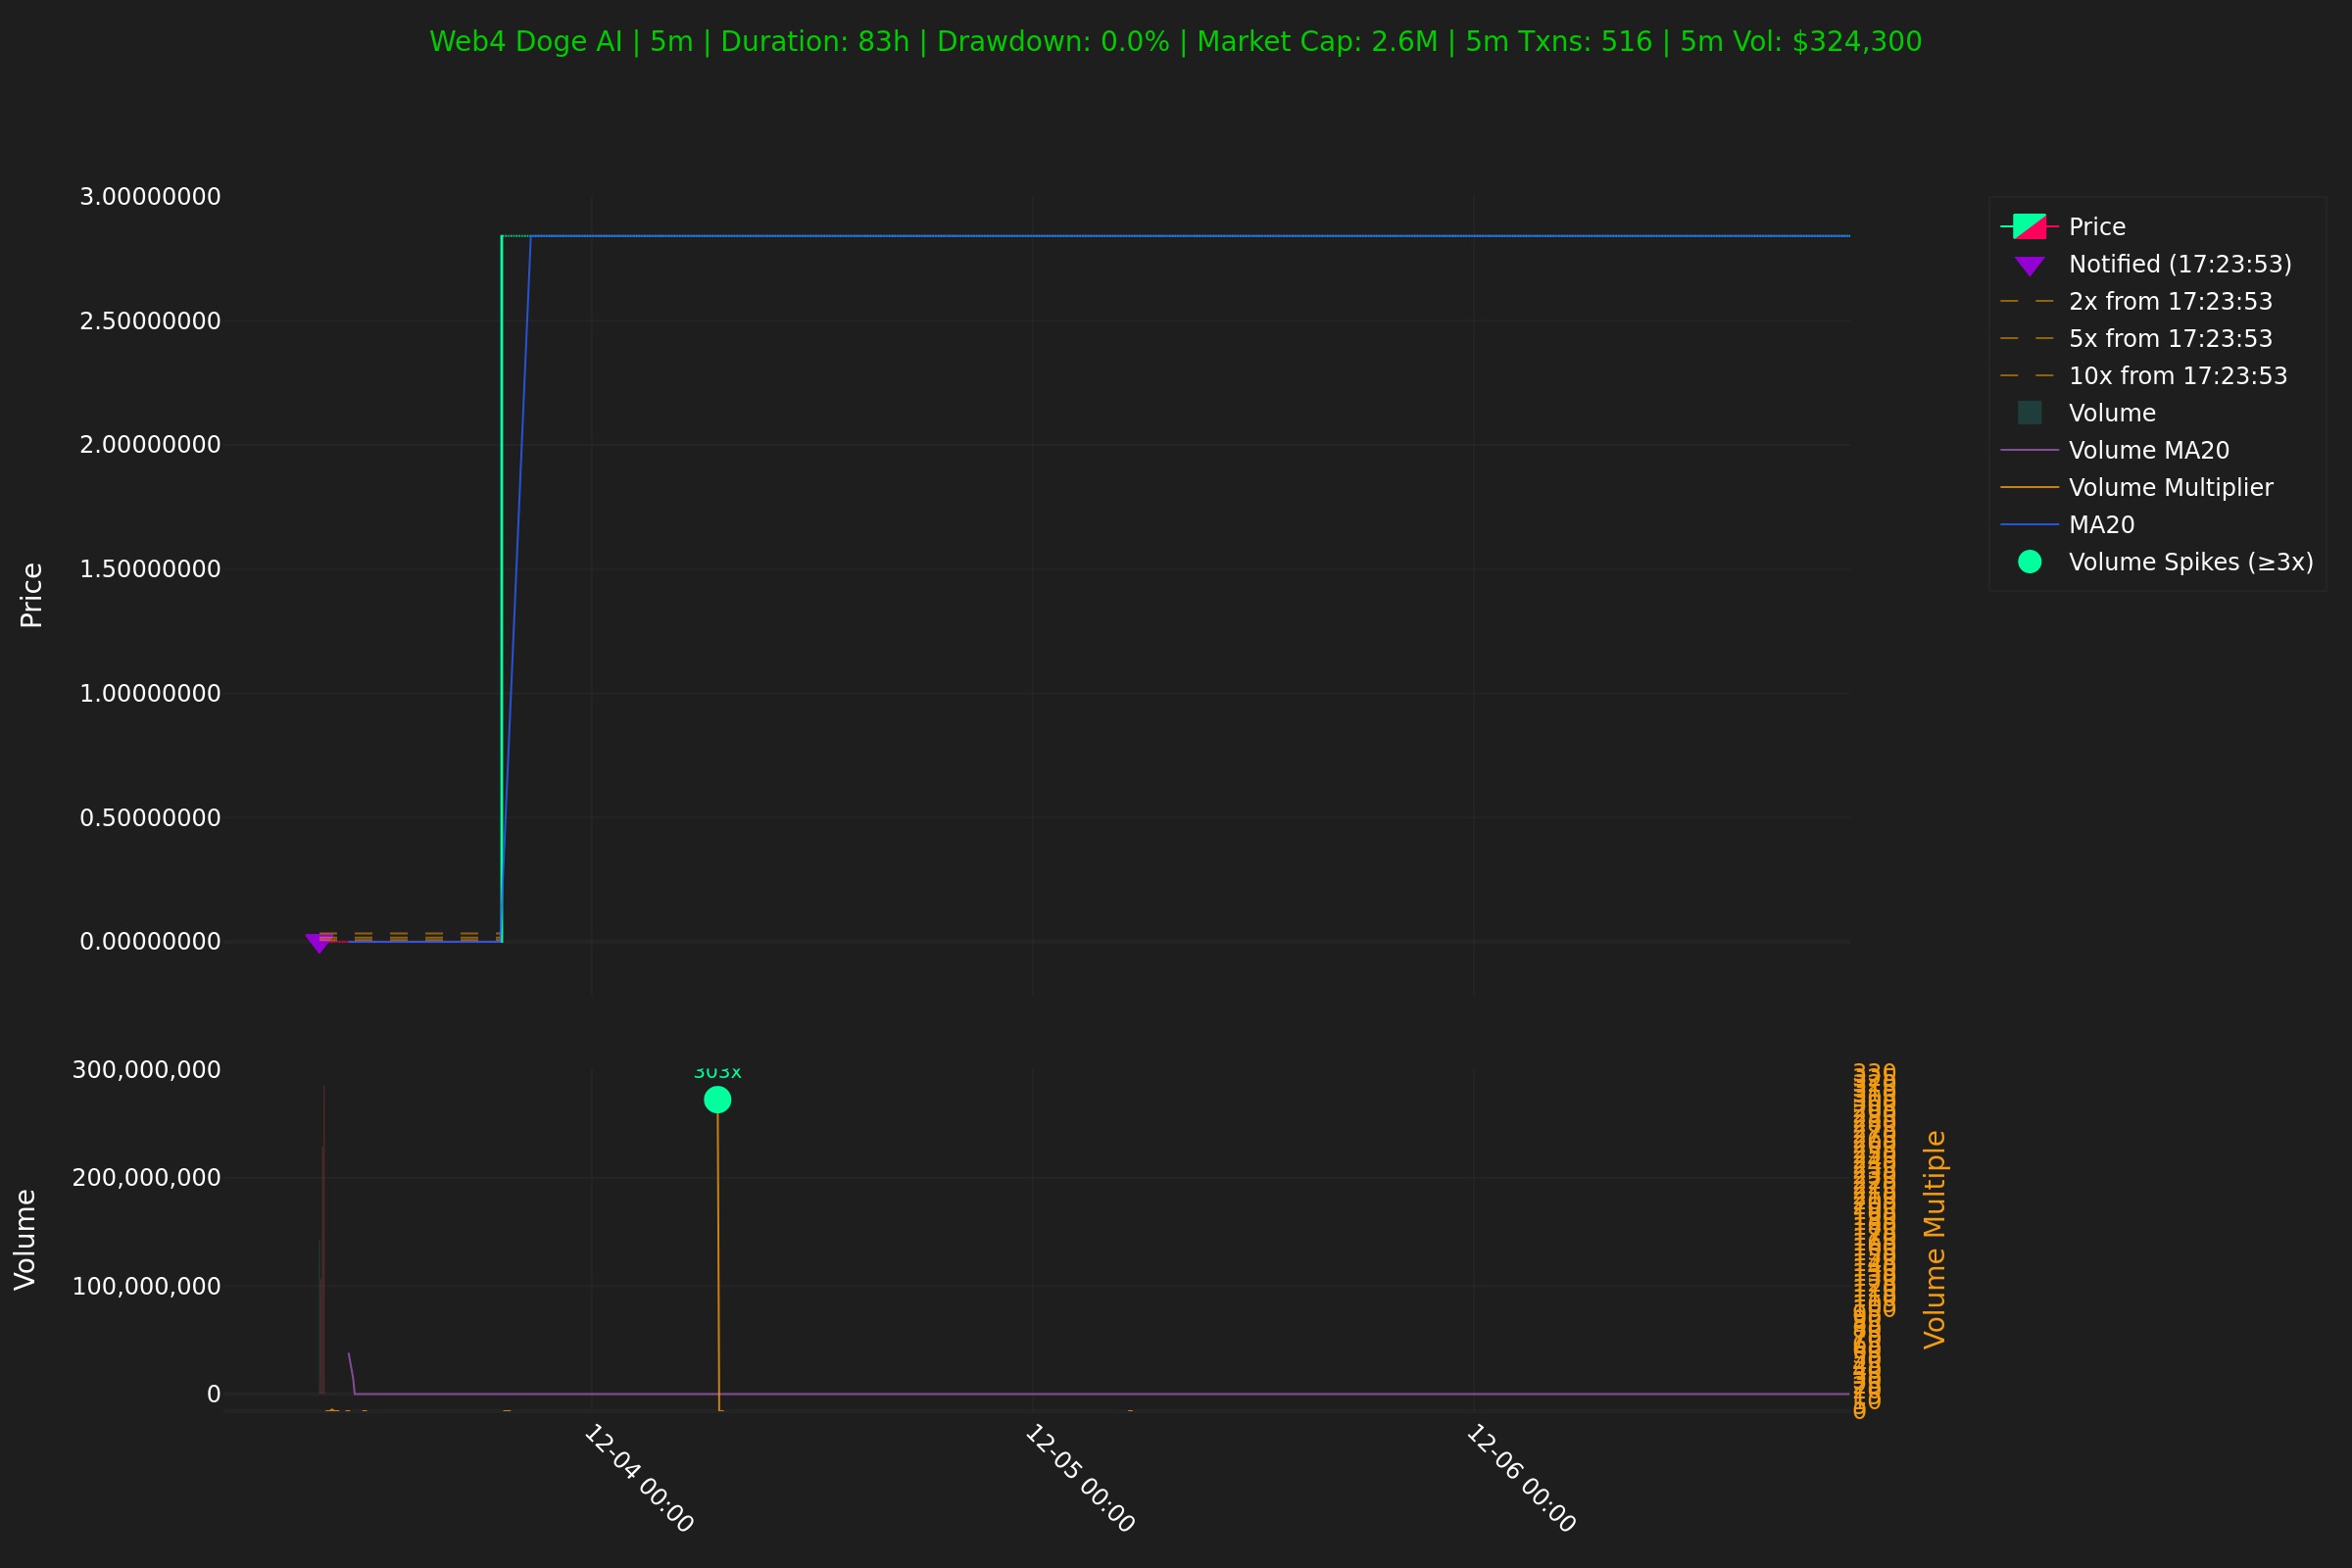 Web4 Doge AI | 5m | Duration: 83h | Drawdown: 0.0% | Market Cap: 2.6M | 5m Txns: 516 | 5m Vol: $324,300
Price
3.00000000
2.50000000
2.00000000
1.50000000
1.00000000
0.50000000
0.00000000
Price
Notified (17:23:53)
2x from 17:23:53
5x from 17:23:53
10x from 17:23:53
Volume
Volume MA20
Volume Multiplier
MA20
Volume Spikes (≥3x)
Volume
300,000,000
200,000,000
100,000,000
0
303x
Volume Multiple
12-04 00:00
12-05 00:00
12-06 00:00